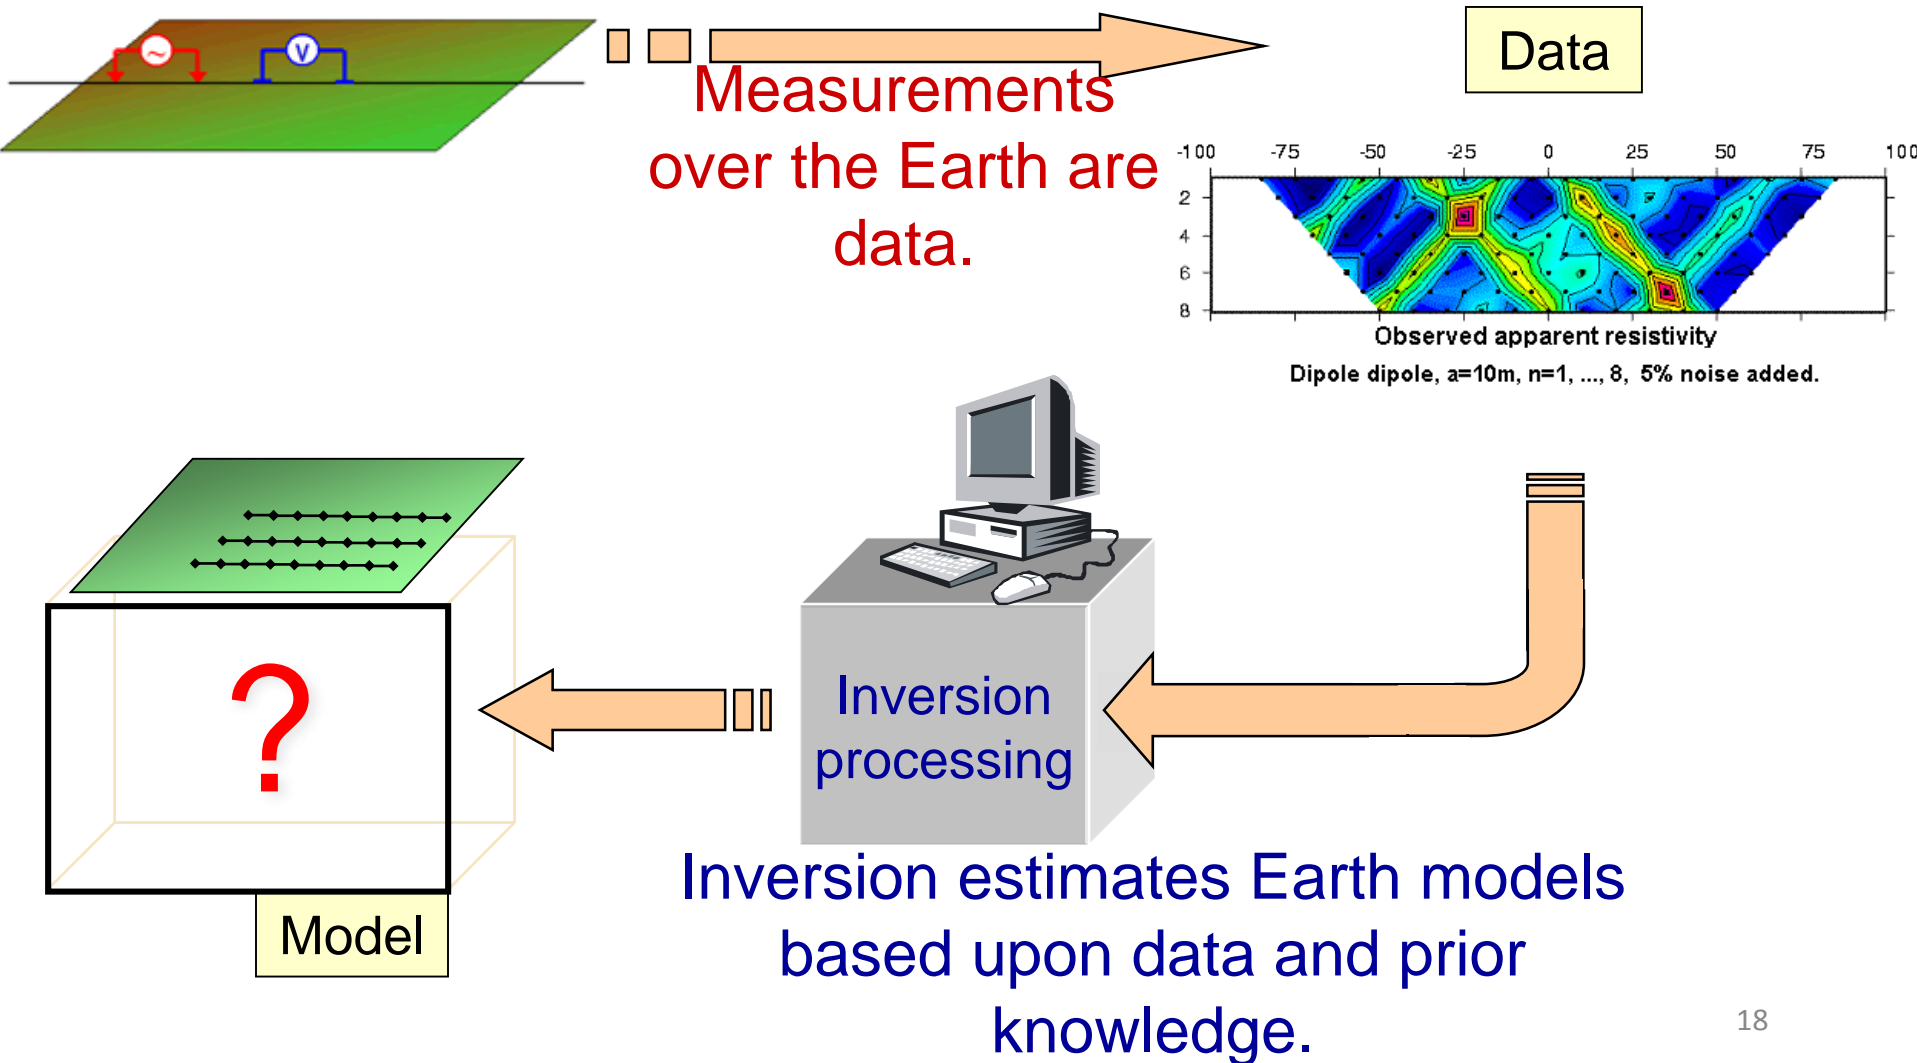 V
Data
Measurements
over the Earth are
data.
-100 -75 -50 -25 0 25 50 75 100
2
4
6
8
Observed apparent resistivity
Dipole dipole, a=10m, n=1, ..., 8, 5% noise added.
?
Inversion
processing
Model
Inversion estimates Earth models
based upon data and prior
knowledge.
18